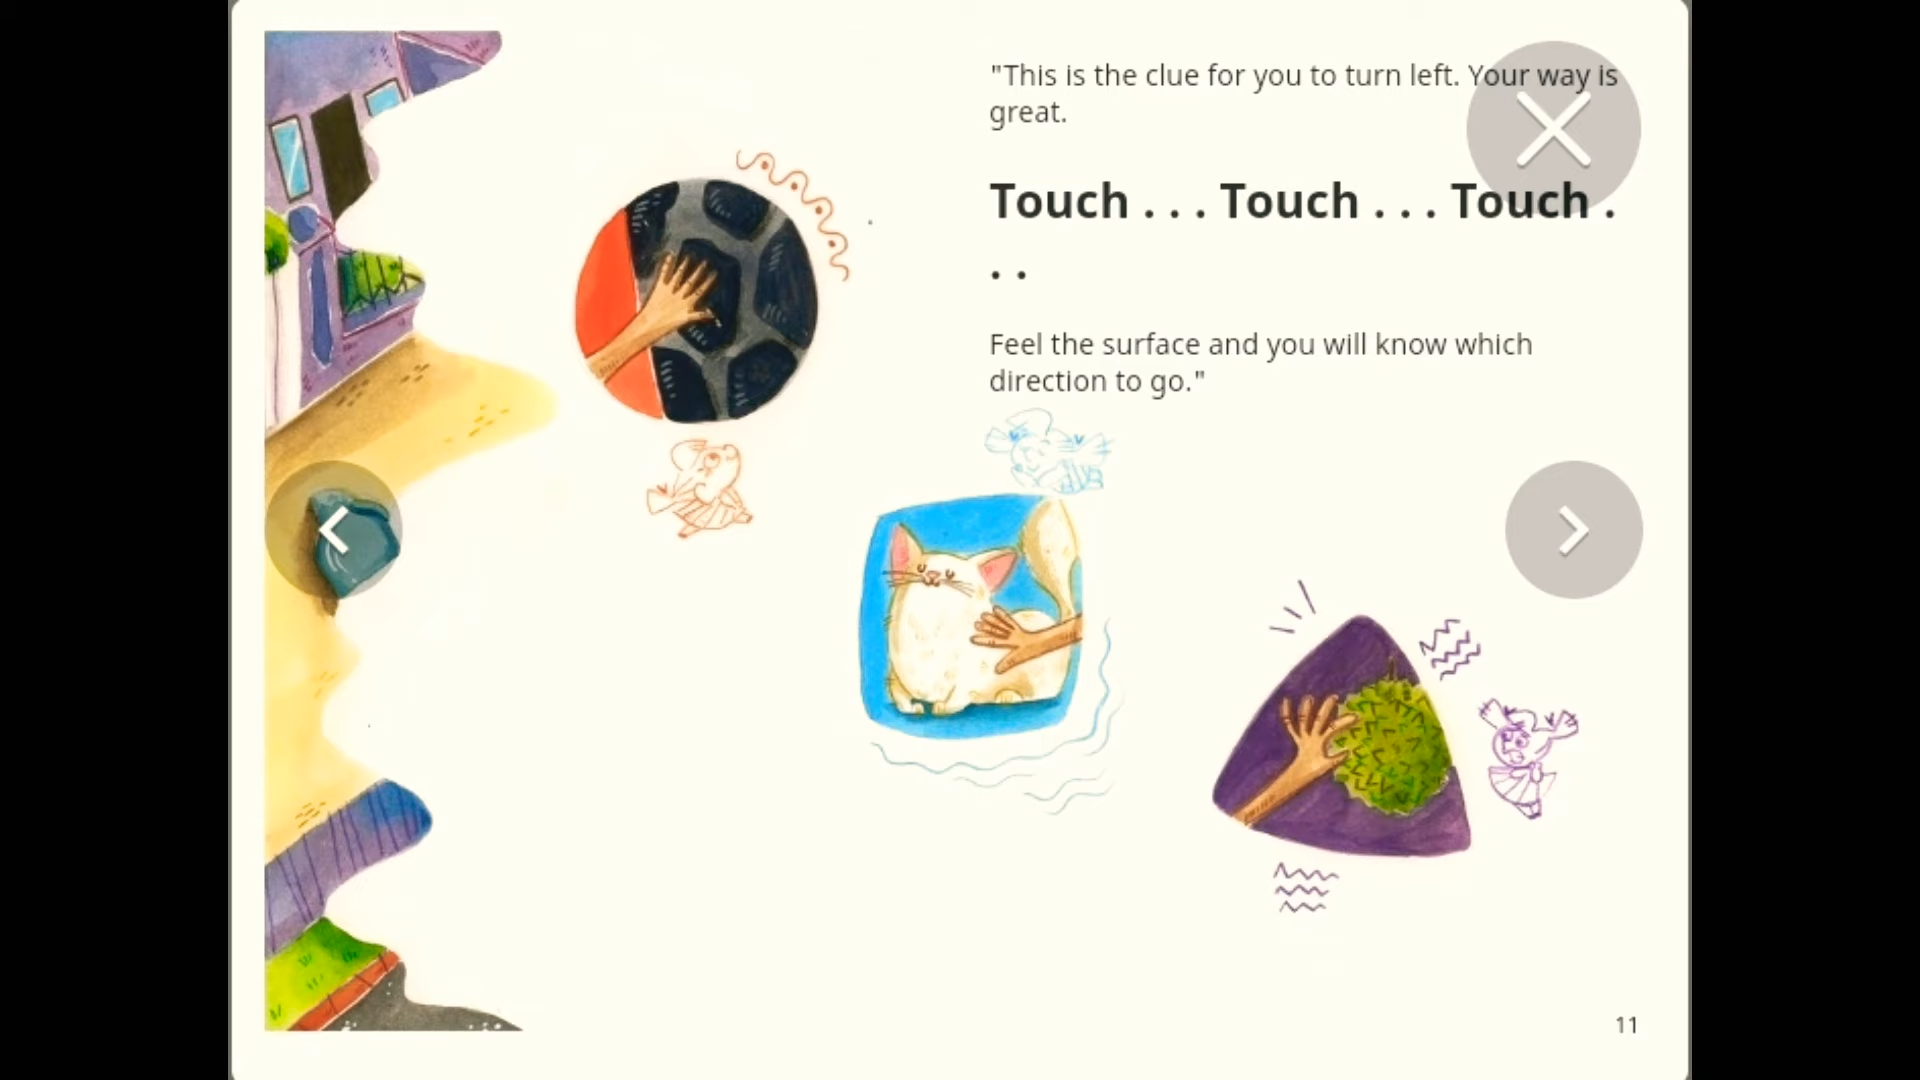 "This is the clue for you to turn left. Your way is
great.
Touch . . . Touch . . . Touch .
. .
Feel the surface and you will know which
direction to go."
11